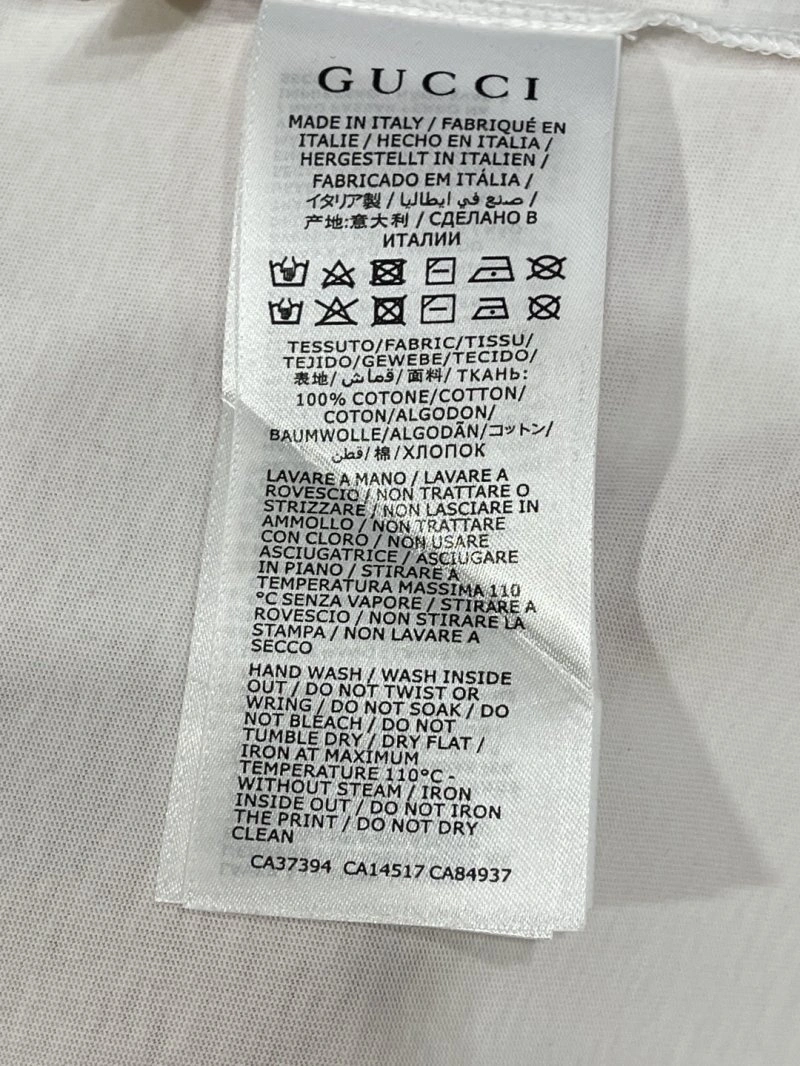 GUCCI
MADE IN ITALY / FABRIQUÉ EN
ITALIE / HECHO EN ITALIA /
HERGESTELLT IN ITALIEN /
FABRICADO EM ITÁLIA /
イタリア製 / صنع في ايطاليا /
产地:意大利 / СДЕЛАНО В
ИТАЛИИ
TESSUTO/FABRIC/TISSU/
TEJIDO/GEWEBE/TECIDO/
表地/قماش/面料/ТКАНЬ:
100% COTONE/COTTON/
COTON/ALGODON/
BAUMWOLLE/ALGODÃN/コットン/
قطن/棉/ХЛОПОК
LAVARE A MANO / LAVARE A
ROVESCIO / NON TRATTARE O
STRIZZARE / NON LASCIARE IN
AMMOLLO / NON TRATTARE
CON CLORO / NON USARE
ASCIUGATRICE / ASCIUGARE
IN PIANO / STIRARE A
TEMPERATURA MASSIMA 110
°C SENZA VAPORE / STIRARE A
ROVESCIO / NON STIRARE LA
STAMPA / NON LAVARE A
SECCO
HAND WASH / WASH INSIDE
OUT / DO NOT TWIST OR
WRING / DO NOT SOAK / DO
NOT BLEACH / DO NOT
TUMBLE DRY / DRY FLAT /
IRON AT MAXIMUM
TEMPERATURE 110°C -
WITHOUT STEAM / IRON
INSIDE OUT / DO NOT IRON
THE PRINT / DO NOT DRY
CLEAN
CA37394 CA14517 CA84937